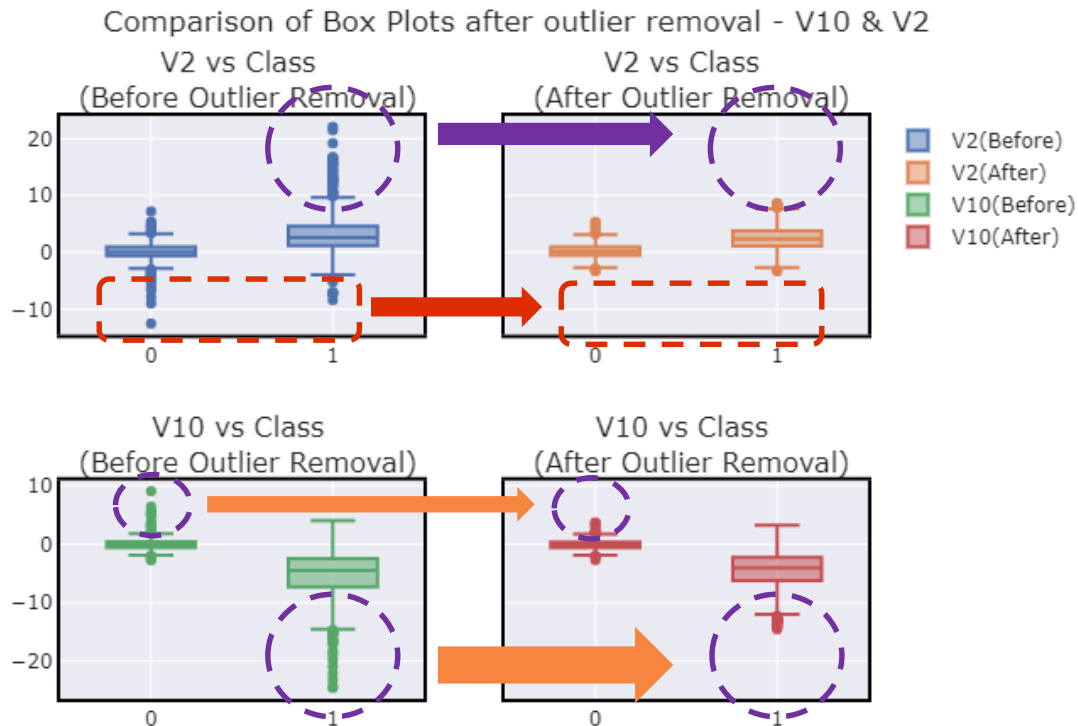 Comparison of Box Plots after outlier removal - V10 & V2
V2 vs Class
(Before Outlier Removal)
V2 vs Class
(After Outlier Removal)
20
10
0
−10
0
1
0
1
V2(Before)
V2(After)
V10(Before)
V10(After)
V10 vs Class
(Before Outlier Removal)
V10 vs Class
(After Outlier Removal)
10
0
−10
−20
0
1
0
1